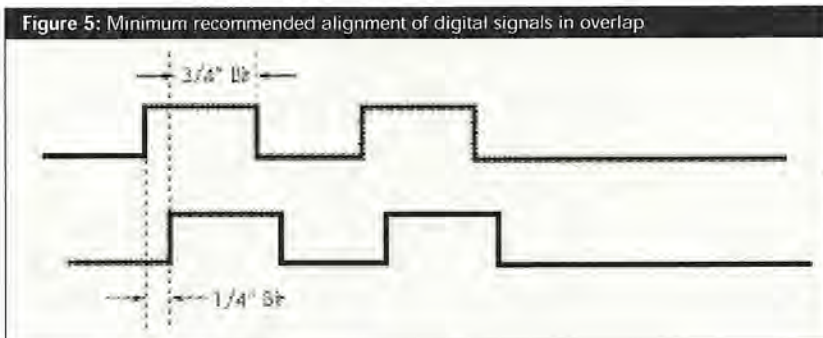 Figure 5: Minimum recommended alignment of digital signals in overlap
3/4" Bit
1/4" Bit